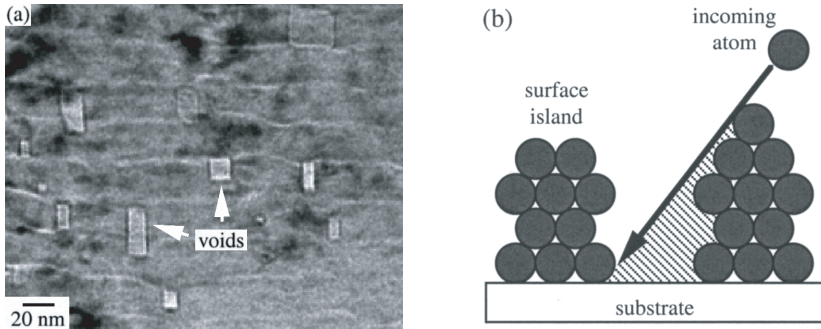 (a)
voids
20 nm
(b)
incoming
atom
surface
island
substrate